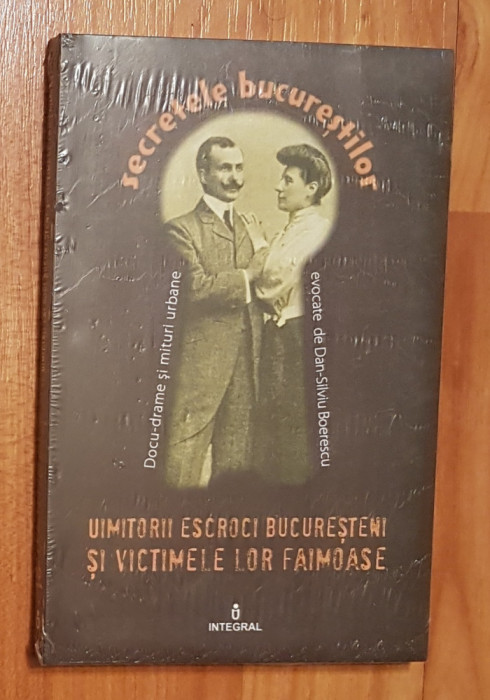 secretele bucureștilor
Docu-drame și mituri urbane
evocate de Dan-Silviu Boerescu
UIMITORII ESCROCI BUCUREȘTENI
ȘI VICTIMELE LOR FAIMOASE
INTEGRAL